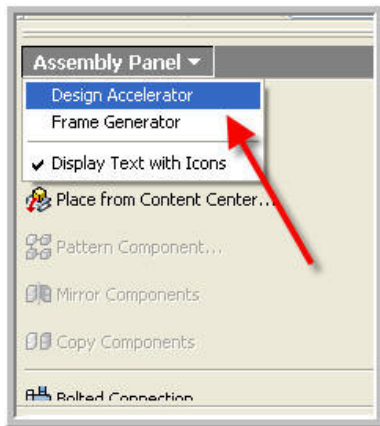 Assembly Panel
Design Accelerator
Frame Generator
Display Text with Icons
Place from Content Center...
Pattern Component...
Mirror Components
Copy Components
Bolted Connection